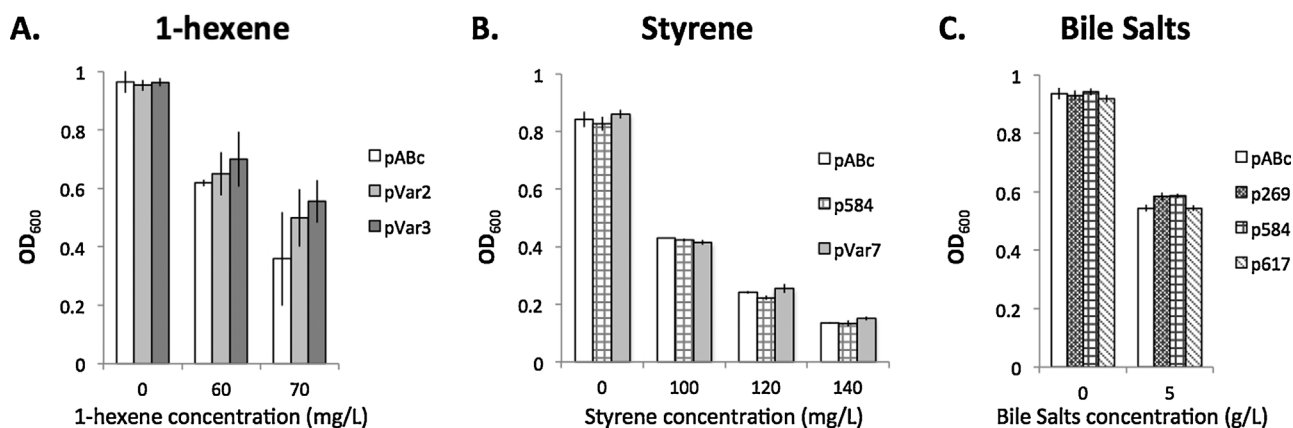 A.
1-hexene
OD600
1
0.8
0.6
0.4
0.2
0
0
60
70
1-hexene concentration (mg/L)
pABc
pVar2
pVar3
B.
Styrene
OD600
1
0.8
0.6
0.4
0.2
0
0
100
120
140
Styrene concentration (mg/L)
pABc
p584
pVar7
C.
Bile Salts
OD600
1
0.8
0.6
0.4
0.2
0
0
5
Bile Salts concentration (g/L)
pABc
p269
p584
p617